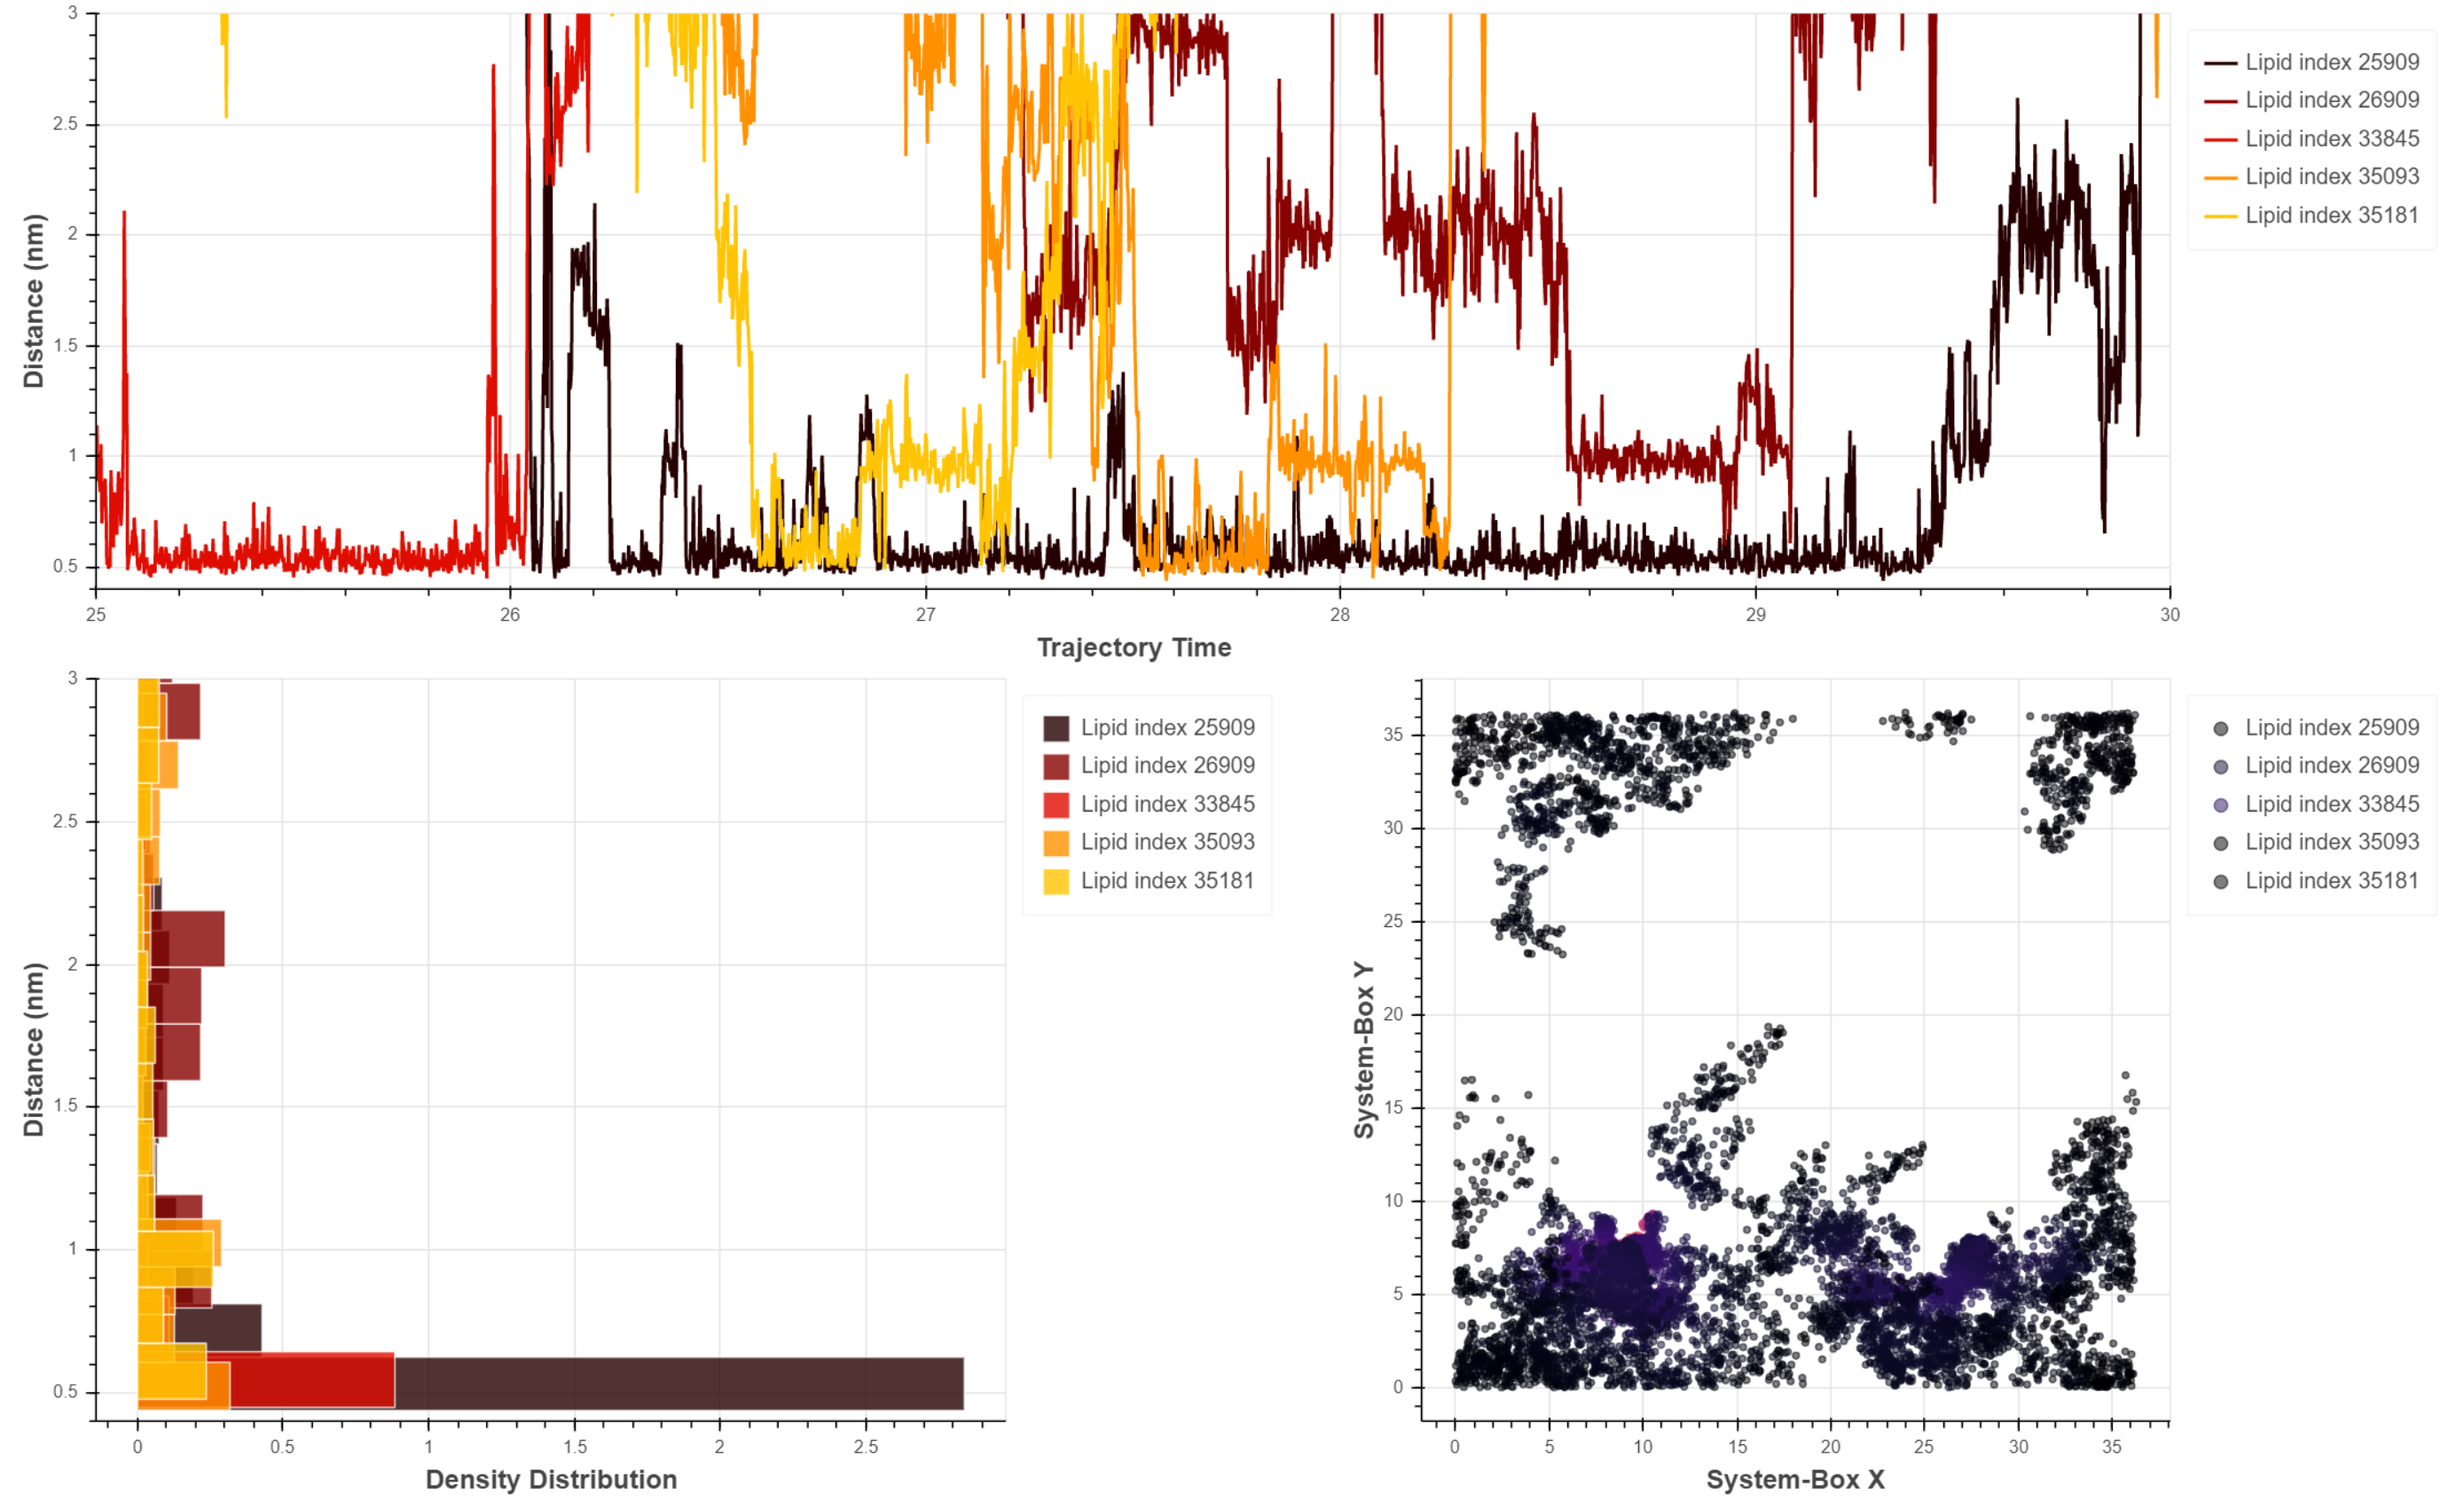 3
2.5
2
1.5
1
0.5
Distance (nm)
25
26
27
28
29
30
Trajectory Time
Lipid index 25909
Lipid index 26909
Lipid index 33845
Lipid index 35093
Lipid index 35181
3
2.5
2
1.5
1
0.5
Distance (nm)
0
0.5
1
1.5
2
2.5
Density Distribution
Lipid index 25909
Lipid index 26909
Lipid index 33845
Lipid index 35093
Lipid index 35181
35
30
25
20
15
10
5
0
System-Box Y
0
5
10
15
20
25
30
35
System-Box X
Lipid index 25909
Lipid index 26909
Lipid index 33845
Lipid index 35093
Lipid index 35181